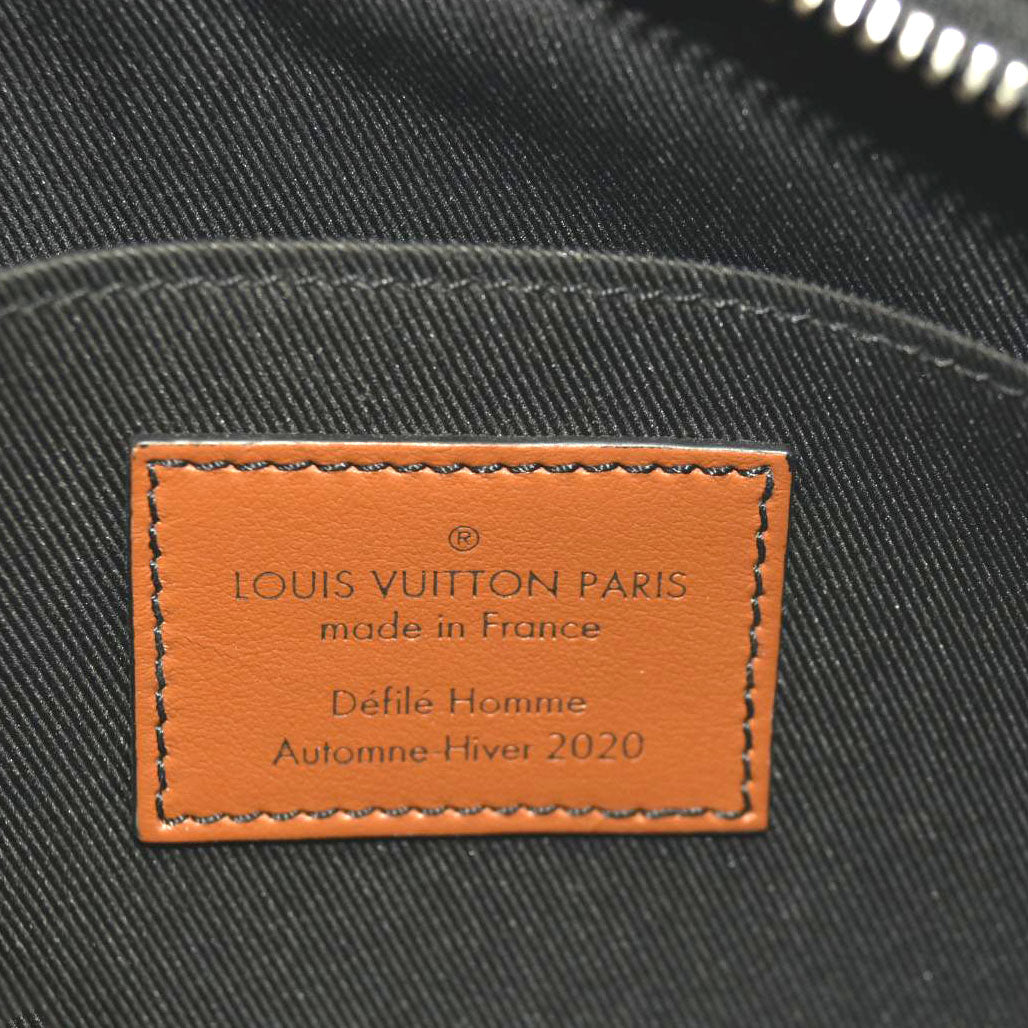 ®
LOUIS VUITTON PARIS
made in France
Défilé Homme
Automne-Hiver 2020